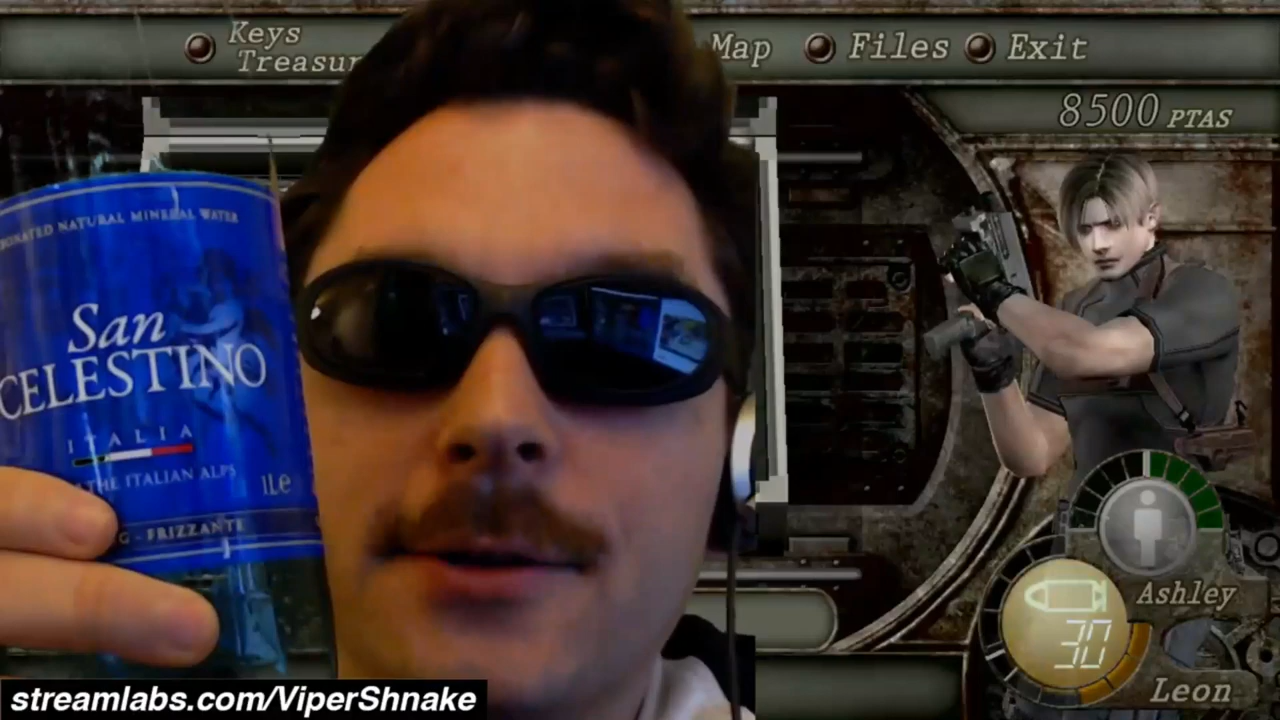 Keys
Treasur
Map
Files
Exit
8500 PTAS
ONATED NATURAL MINERAL WATER
San
CELESTINO
ITALIA
THE ITALIAN ALPS
1Le
G - FRIZZANTE
30
Ashley
Leon
streamlabs.com/ViperShnake